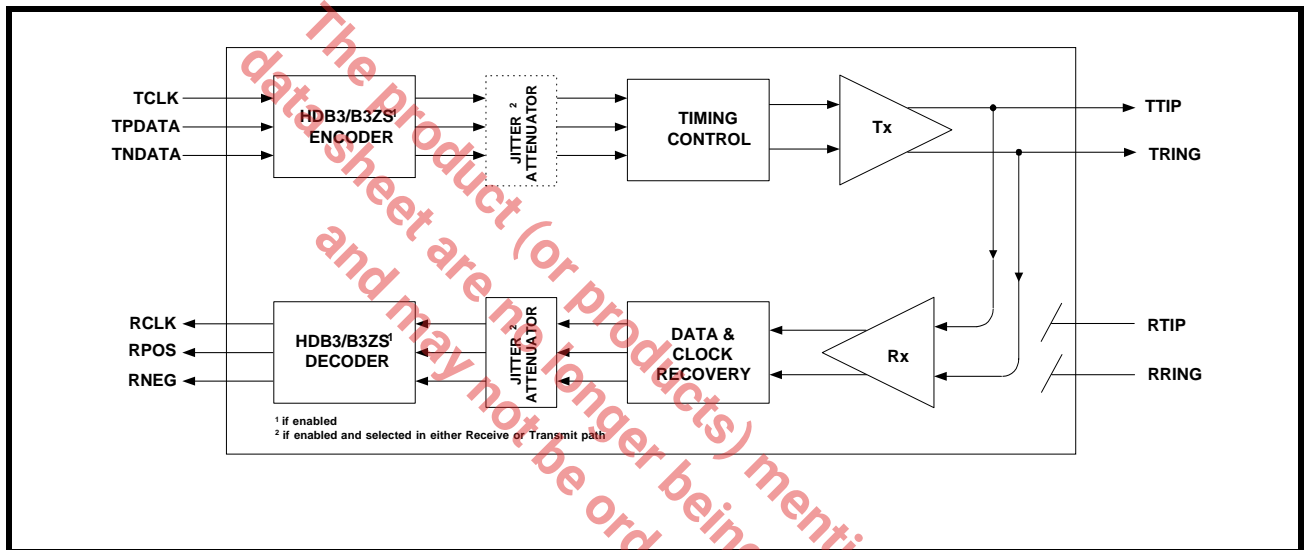 TCLK
TPDATA
TNDATA
HDB3/B3ZS¹
ENCODER
JITTER ²
ATTENUATOR
TIMING
CONTROL
Tx
TTIP
TRING
RCLK
RPOS
RNEG
HDB3/B3ZS¹
DECODER
JITTER ²
ATTENUATOR
DATA &
CLOCK
RECOVERY
Rx
RTIP
RRING
¹ if enabled
² if enabled and selected in either Receive or Transmit path
The product (or products) menti
data sheet are no longer being
and may not be ord